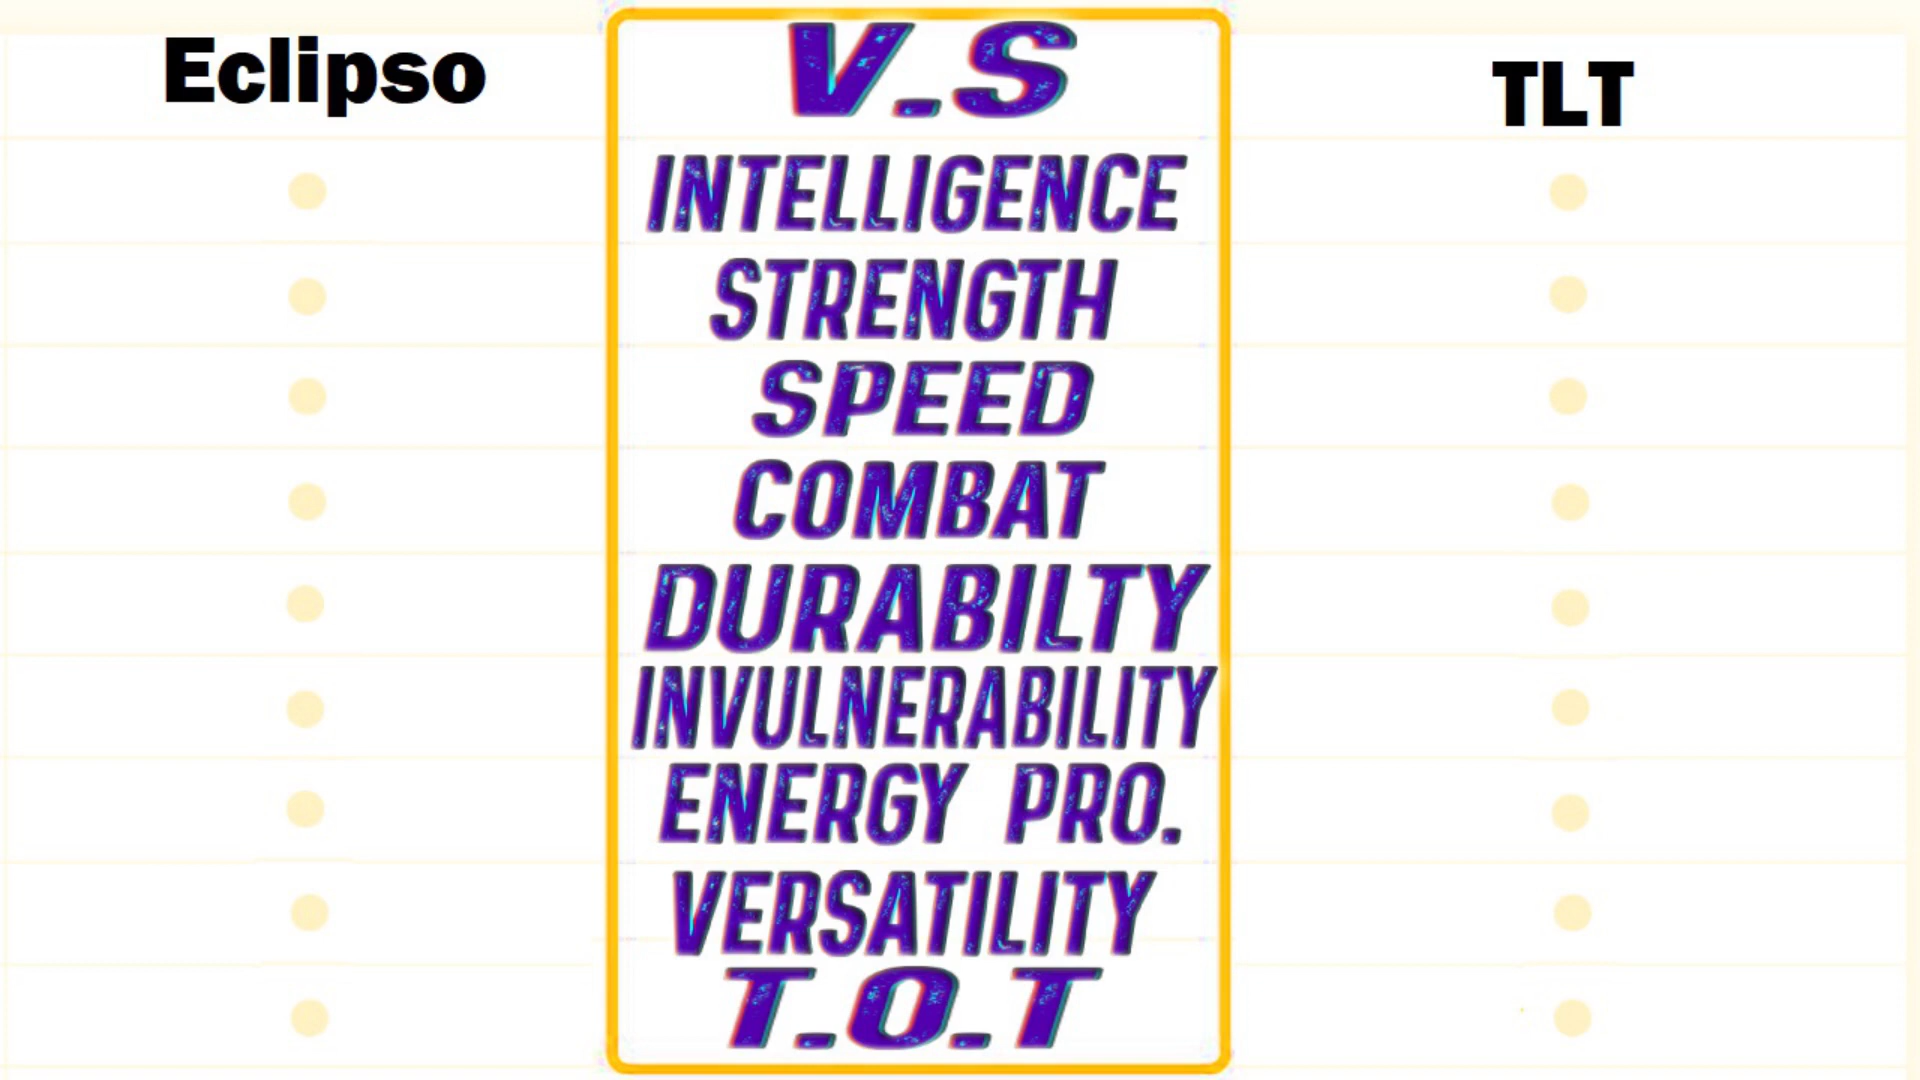 Eclipso
V.S
TLT
INTELLIGENCE
STRENGTH
SPEED
COMBAT
DURABILTY
INVULNERABILITY
ENERGY PRO.
VERSATILITY
T.O.T